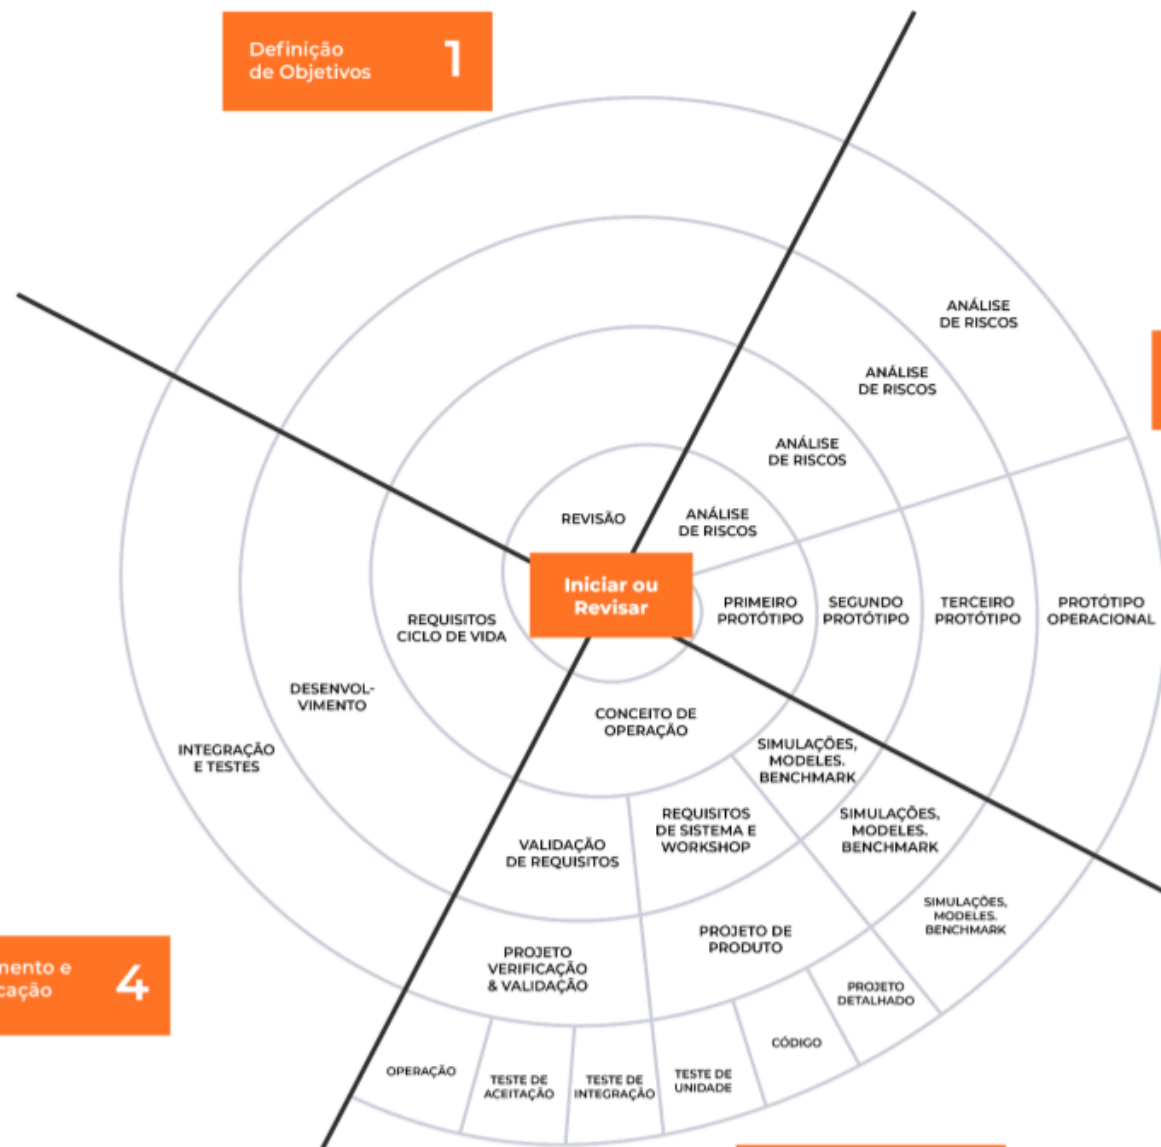 Definição
de Objetivos
1
ANÁLISE
DE RISCOS
ANÁLISE
DE RISCOS
ANÁLISE
DE RISCOS
REVISÃO
ANÁLISE
DE RISCOS
Iniciar ou
Revisar
PRIMEIRO
PROTÓTIPO
SEGUNDO
PROTÓTIPO
TERCEIRO
PROTÓTIPO
PROTÓTIPO
OPERACIONAL
REQUISITOS
CICLO DE VIDA
DESENVOL-
VIMENTO
INTEGRAÇÃO
E TESTES
CONCEITO DE
OPERAÇÃO
SIMULAÇÕES,
MODELES.
BENCHMARK
REQUISITOS
DE SISTEMA E
WORKSHOP
SIMULAÇÕES,
MODELES.
BENCHMARK
VALIDAÇÃO
DE REQUISITOS
SIMULAÇÕES,
MODELES.
BENCHMARK
PROJETO DE
PRODUTO
PROJETO
VERIFICAÇÃO
& VALIDAÇÃO
mento e
cação
4
PROJETO
DETALHADO
CÓDIGO
TESTE DE
UNIDADE
TESTE DE
INTEGRAÇÃO
TESTE DE
ACEITAÇÃO
OPERAÇÃO